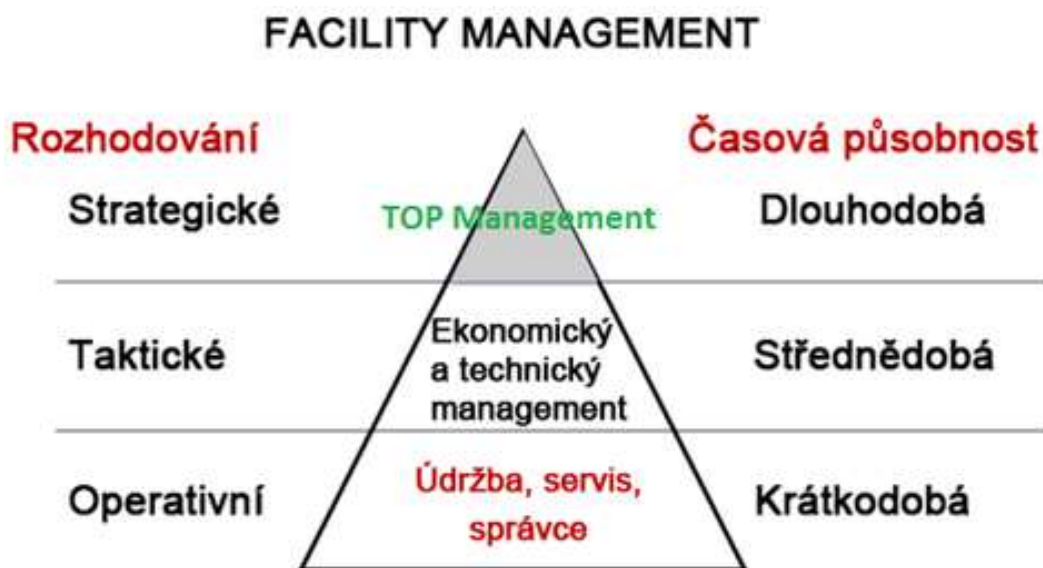 FACILITY MANAGEMENT
Rozhodování
Časová působnost
Strategické
TOP Management
Dlouhodobá
Taktické
Ekonomický
a technický
management
Střednědobá
Operativní
Údržba, servis,
správce
Krátkodobá